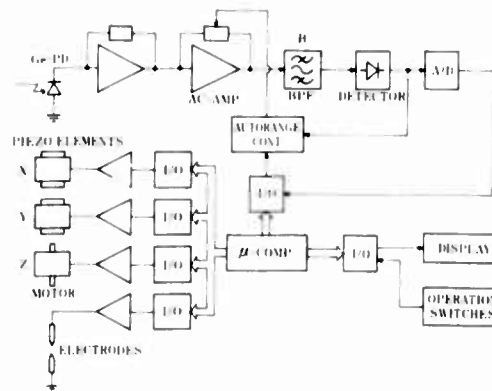 Ge-PD
AC-AMP
B
BPF
DETECTOR
A/D
AUTORANGE
CONT
PIEZO ELEMENTS
X
I/O
I/O
Y
I/O
Z
I/O
μ-COMP
I/O
DISPLAY
MOTOR
I/O
OPERATION
SWITCHES
ELECTRODES